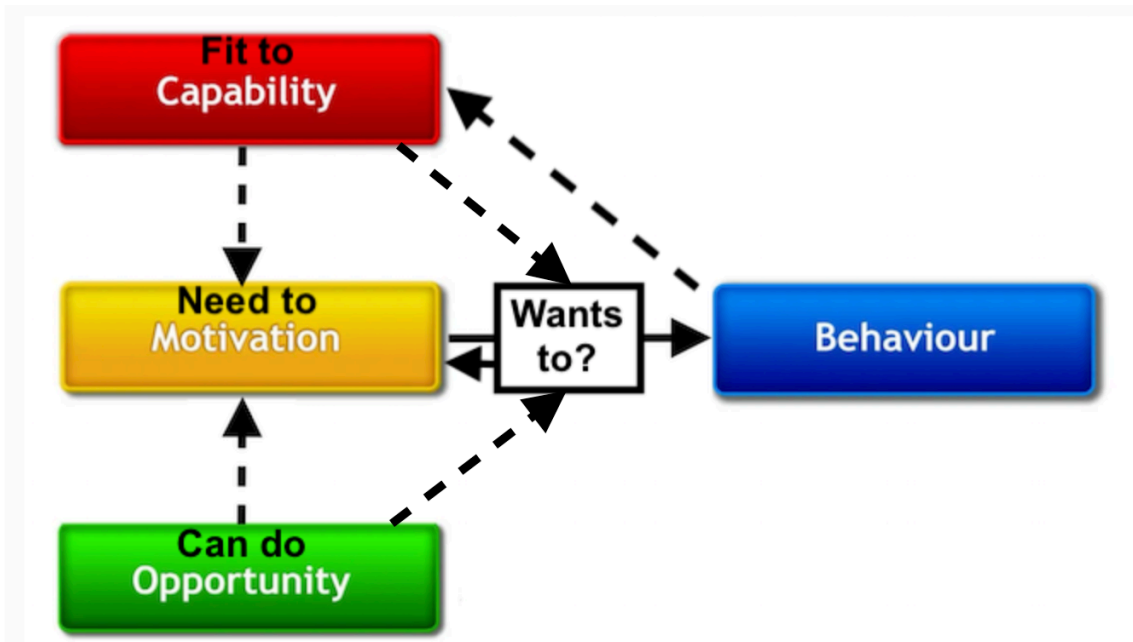 Fit to
Capability
Need to
Motivation
Wants
to?
Behaviour
Can do
Opportunity